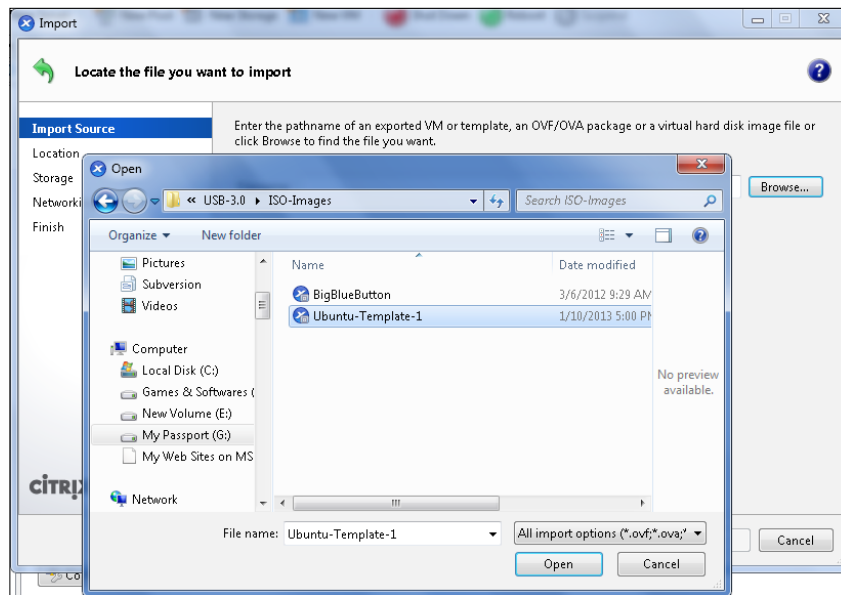 Import
Locate the file you want to import
Import Source
Location
Storage
Finish
Enter the pathname of an exported VM or template, an OVF/OVA package or a virtual hard disk image file or
click Browse to find the file you want.
Browse...
Open
« USB-3.0 ▸ ISO-Images
Search ISO-Images
Organize
New folder
Pictures
Subversion
Videos
Computer
Local Disk (C:)
Games & Softwares (
New Volume (E:)
My Passport (G:)
My Web Sites on MS
Network
Name
Date modified
BigBlueButton
3/6/2012 9:29 AM
Ubuntu-Template-1
1/10/2013 5:00
No preview
available.
File name:
Ubuntu-Template-1
All import options (*.ovf;*.ova;*
Open
Cancel
Cancel